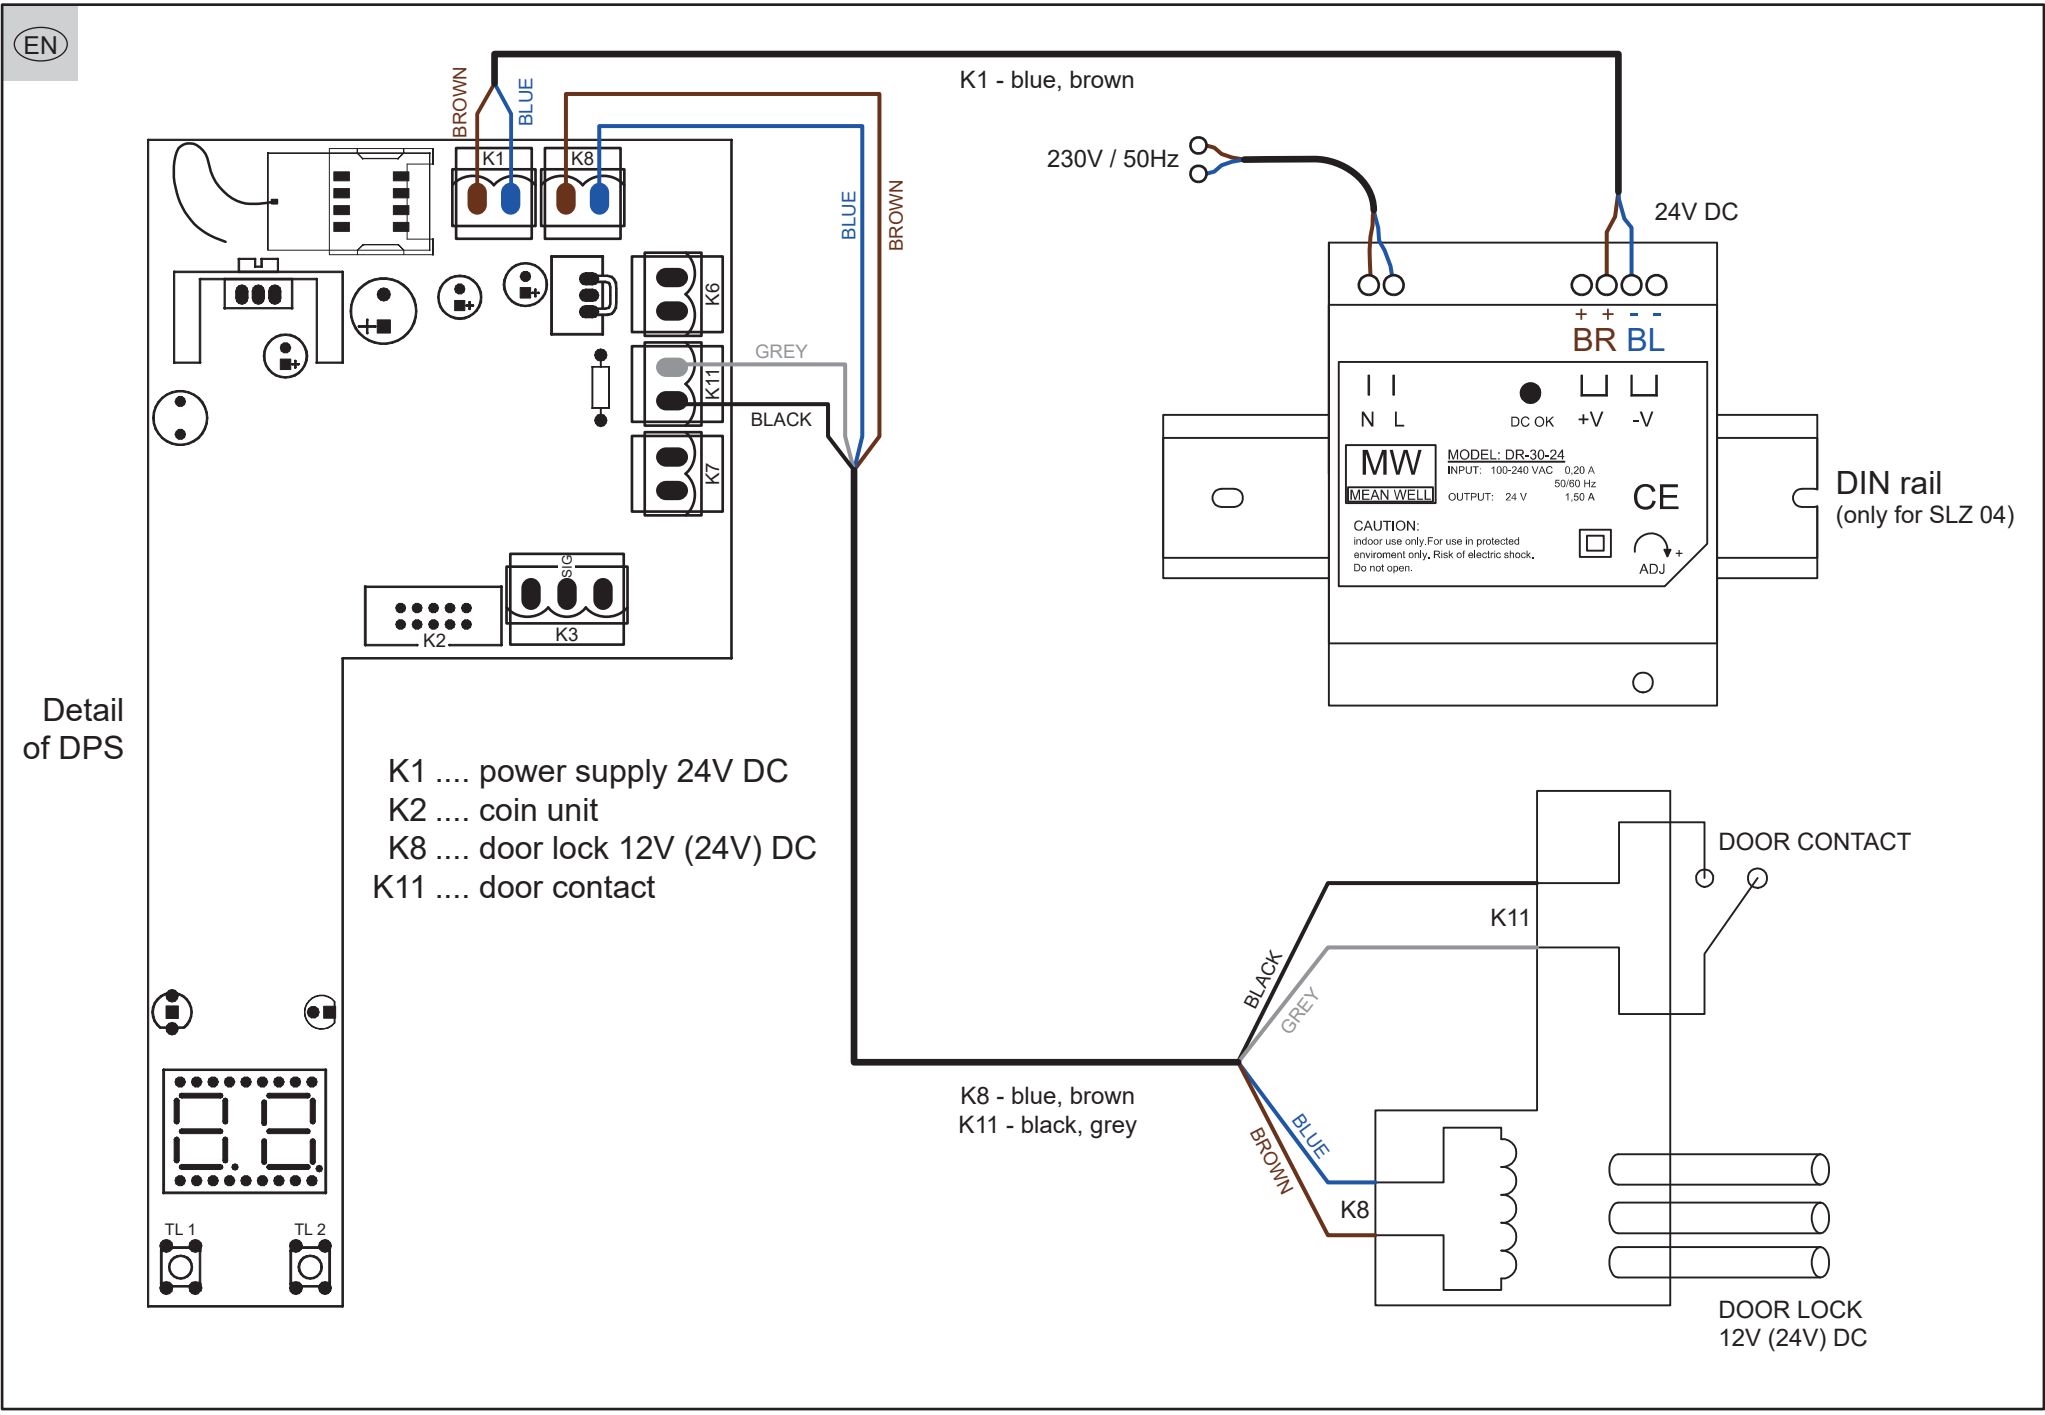 EN
BROWN
BLUE
K1 - blue, brown
K1
K8
BLUE
BROWN
230V / 50Hz
24V DC
K6
GREY
K11
BLACK
K7
+ + - -
BR BL
N L
DC OK
+V -V
MW
MEAN WELL
MODEL: DR-30-24
INPUT: 100-240 VAC 0,20 A
50/60 Hz
OUTPUT: 24 V 1,50 A
CE
CAUTION:
indoor use only.For use in protected
enviroment only. Risk of electric shock.
Do not open.
+
ADJ
DIN rail
(only for SLZ 04)
SIG
K2
K3
Detail
of DPS
K1 .... power supply 24V DC
K2 .... coin unit
K8 .... door lock 12V (24V) DC
K11 .... door contact
DOOR CONTACT
K11
BLACK
GREY
K8 - blue, brown
K11 - black, grey
BLUE
BROWN
K8
TL 1
TL 2
DOOR LOCK
12V (24V) DC